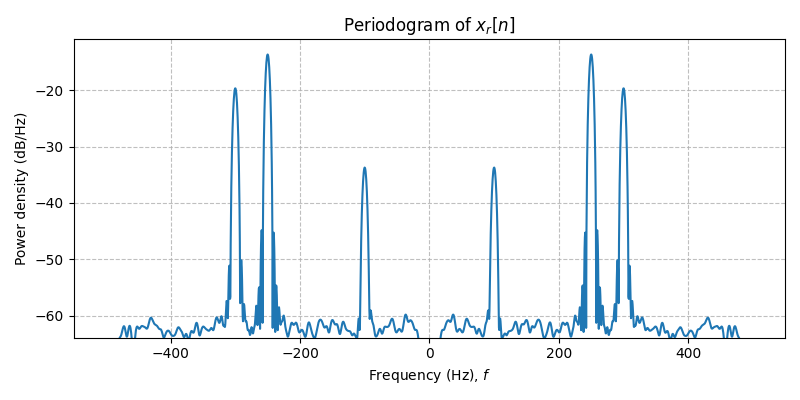 Periodogram of x_r[n]
Power density (dB/Hz)
−20
−30
−40
−50
−60
−400 −200 0 200 400
Frequency (Hz), f